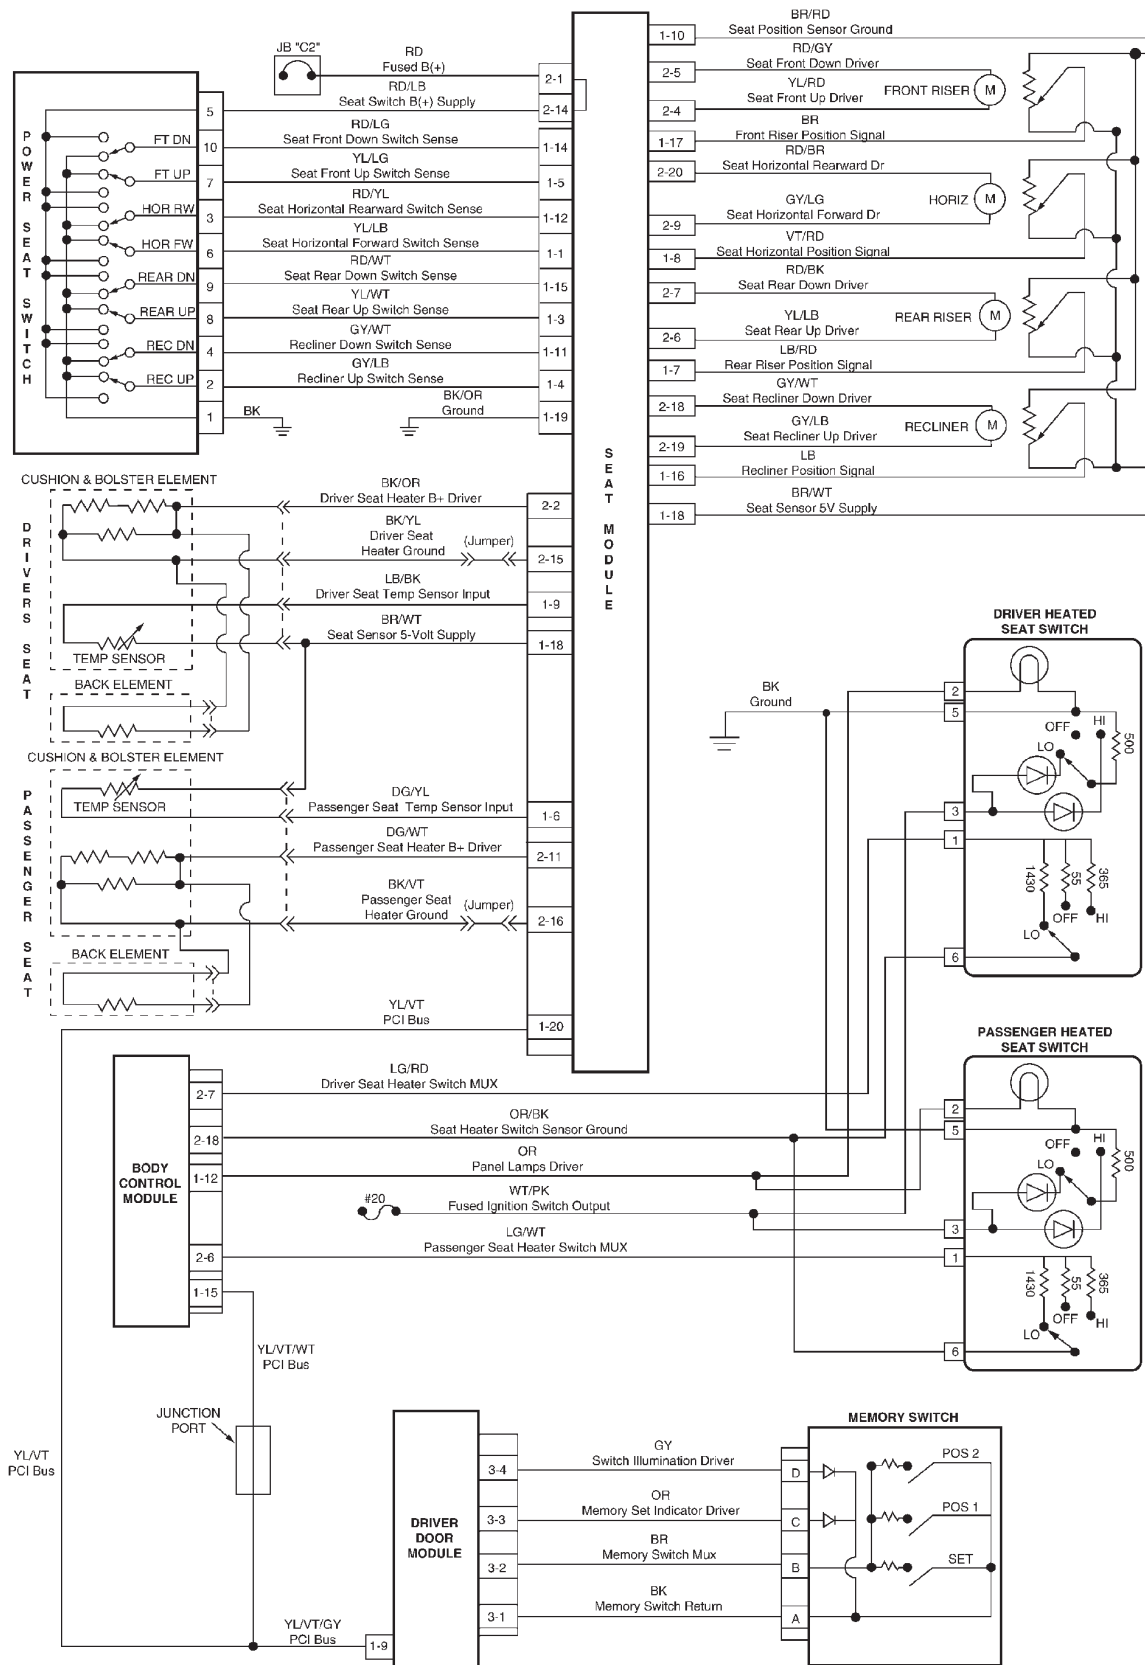 JB "C2"
RD
Fused B(+)
2-1
RD/LB
Seat Switch B(+) Supply
2-14
POWER SEAT SWITCH
5
FT DN
10
RD/LG
Seat Front Down Switch Sense
1-14
FT UP
7
YL/LG
Seat Front Up Switch Sense
1-5
HOR RW
3
RD/YL
Seat Horizontal Rearward Switch Sense
1-12
HOR FW
6
YL/LB
Seat Horizontal Forward Switch Sense
1-1
REAR DN
9
RD/WT
Seat Rear Down Switch Sense
1-15
REAR UP
8
YL/WT
Seat Rear Up Switch Sense
1-3
REC DN
4
GY/WT
Recliner Down Switch Sense
1-11
REC UP
2
GY/LB
Recliner Up Switch Sense
1-4
1
BK
BK/OR
Ground
1-19
SEAT MODULE
1-10
BR/RD
Seat Position Sensor Ground
2-5
RD/GY
Seat Front Down Driver
2-4
YL/RD
Seat Front Up Driver
FRONT RISER
M
1-17
BR
Front Riser Position Signal
2-20
RD/BR
Seat Horizontal Rearward Dr
2-9
GY/LG
Seat Horizontal Forward Dr
HORIZ
M
1-8
VT/RD
Seat Horizontal Position Signal
2-7
RD/BK
Seat Rear Down Driver
2-6
YL/LB
Seat Rear Up Driver
REAR RISER
M
1-7
LB/RD
Rear Riser Position Signal
2-18
GY/WT
Seat Recliner Down Driver
2-19
GY/LB
Seat Recliner Up Driver
RECLINER
M
1-16
LB
Recliner Position Signal
1-18
BR/WT
Seat Sensor 5V Supply
DRIVERS SEAT
CUSHION & BOLSTER ELEMENT
BK/OR
Driver Seat Heater B+ Driver
2-2
BK/YL
Driver Seat
Heater Ground
(Jumper)
2-15
LB/BK
Driver Seat Temp Sensor Input
1-9
BR/WT
Seat Sensor 5-Volt Supply
1-18
TEMP SENSOR
BACK ELEMENT
PASSENGER SEAT
CUSHION & BOLSTER ELEMENT
TEMP SENSOR
DG/YL
Passenger Seat Temp Sensor Input
1-6
DG/WT
Passenger Seat Heater B+ Driver
2-11
BK/VT
Passenger Seat
Heater Ground
(Jumper)
2-16
BACK ELEMENT
YL/VT
PCI Bus
1-20
DRIVER HEATED
SEAT SWITCH
BK
Ground
2
5
3
1
6
OFF
HI
LO
500
1430
55
365
OFF
HI
LO
PASSENGER HEATED
SEAT SWITCH
2
5
3
1
6
OFF
HI
LO
500
1430
55
365
OFF
HI
LO
BODY
CONTROL
MODULE
2-7
LG/RD
Driver Seat Heater Switch MUX
2-18
OR/BK
Seat Heater Switch Sensor Ground
1-12
OR
Panel Lamps Driver
#20
WT/PK
Fused Ignition Switch Output
2-6
LG/WT
Passenger Seat Heater Switch MUX
1-15
YL/VT/WT
PCI Bus
JUNCTION
PORT
YL/VT
PCI Bus
YL/VT/GY
PCI Bus
1-9
DRIVER
DOOR
MODULE
MEMORY SWITCH
3-4
GY
Switch Illumination Driver
D
POS 2
3-3
OR
Memory Set Indicator Driver
C
POS 1
3-2
BR
Memory Switch Mux
B
SET
3-1
BK
Memory Switch Return
A